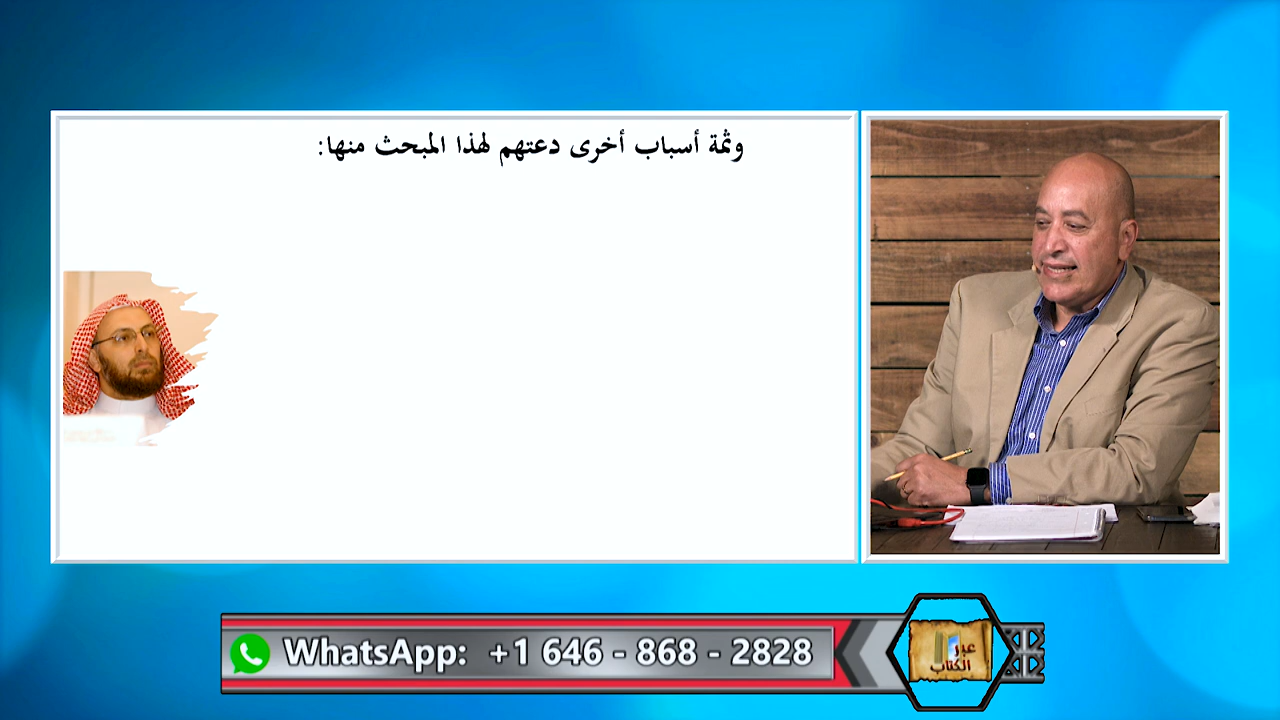 وثمة أسباب أخرى دعتهم لهذا المبحث منها:
WhatsApp: +1 646 - 868 - 2828
عبر
الكتاب